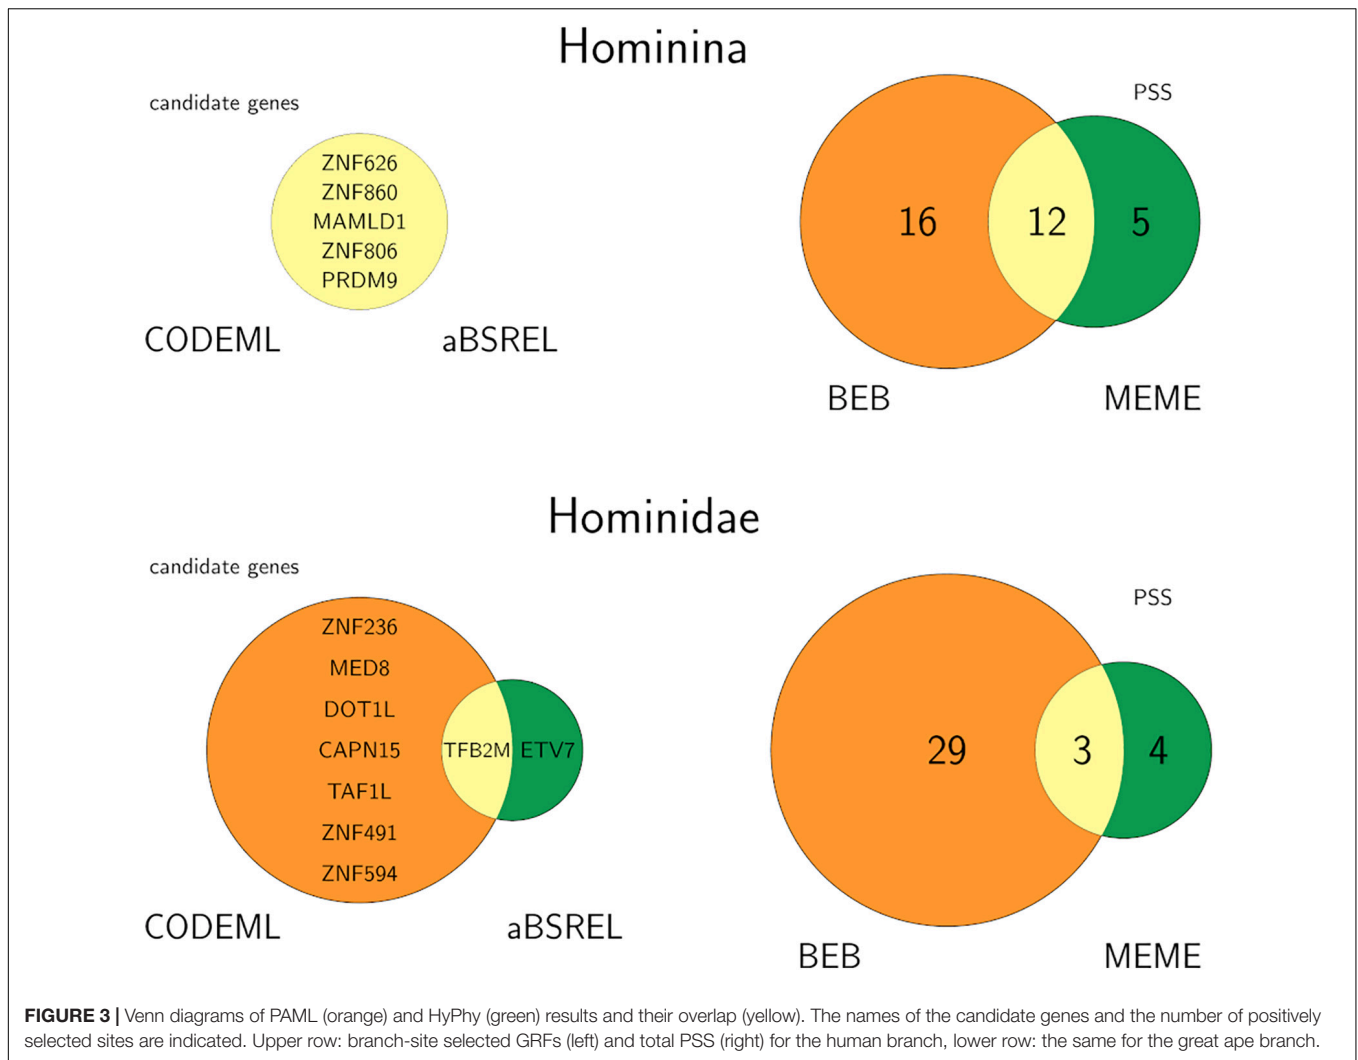 Hominina
candidate genes
ZNF626
ZNF860
MAMLD1
ZNF806
PRDM9
CODEML
aBSREL
PSS
16
12
5
BEB
MEME
Hominidae
candidate genes
ZNF236
MED8
DOT1L
CAPN15
TAF1L
ZNF491
ZNF594
TFB2M
ETV7
CODEML
aBSREL
PSS
29
3
4
BEB
MEME
FIGURE 3 | Venn diagrams of PAML (orange) and HyPhy (green) results and their overlap (yellow). The names of the candidate genes and the number of positively
selected sites are indicated. Upper row: branch-site selected GRFs (left) and total PSS (right) for the human branch, lower row: the same for the great ape branch.